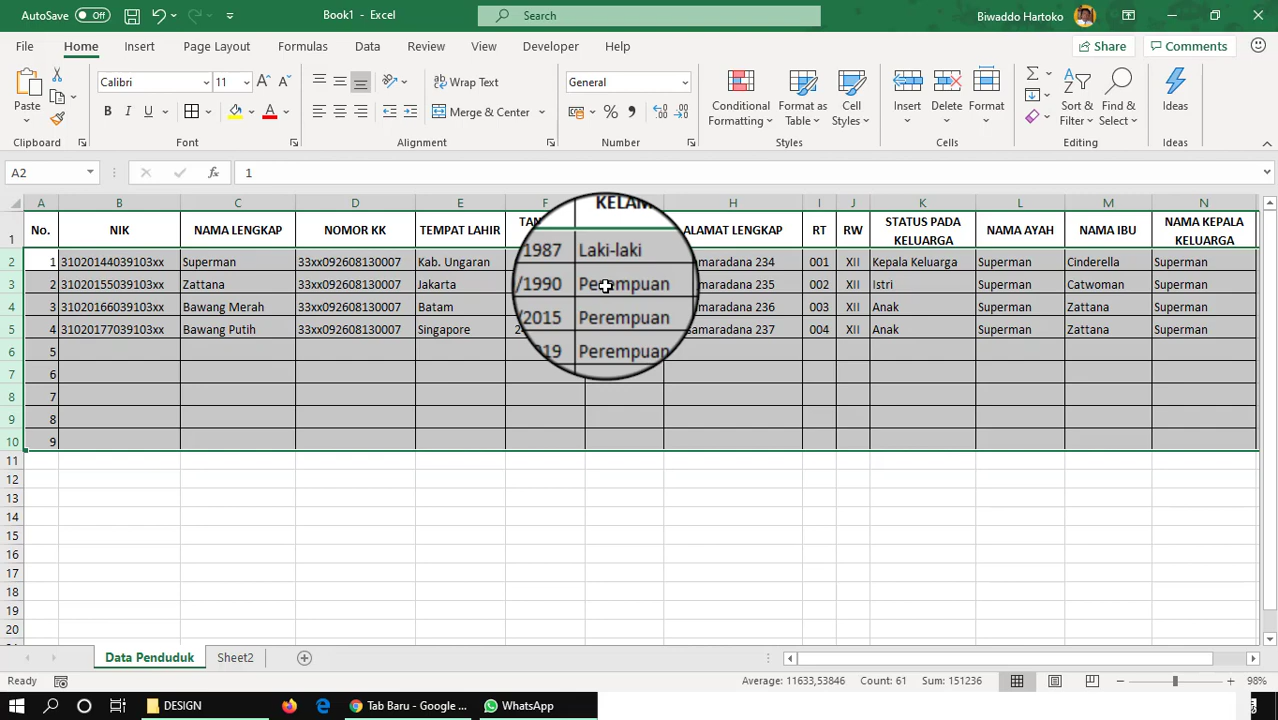 AutoSave Off Book1 - Excel Search Biwaddo Hartoko
File Home Insert Page Layout Formulas Data Review View Developer Help Share Comments
Paste Calibri 11 Wrap Text General Conditional Format as Cell Insert Delete Format Sort & Find & Ideas
B I U A Merge & Center % , Formatting Table Styles Filter Select
Clipboard Font Alignment Number Styles Cells Editing Ideas
A2 fx 1
A B C D E F H I J K L M N
1 No. NIK NAMA LENGKAP NOMOR KK TEMPAT LAHIR ALAMAT LENGKAP RT RW STATUS PADA KELUARGA NAMA AYAH NAMA IBU NAMA KEPALA KELUARGA
2 1 31020144039103xx Superman 33xx092608130007 Kab. Ungaran /1987 Laki-laki 234 001 XII Kepala Keluarga Superman Cinderella Superman
3 2 31020155039103xx Zattana 33xx092608130007 Jakarta /1990 Perempuan 235 002 XII Istri Superman Catwoman Superman
4 3 31020166039103xx Bawang Merah 33xx092608130007 Batam /2015 Perempuan 236 003 XII Anak Superman Zattana Superman
5 4 31020177039103xx Bawang Putih 33xx092608130007 Singapore Perempuan 237 004 XII Anak Superman Zattana Superman
6 5
7 6
8 7
9 8
10 9
11
12
13
14
15
16
17
18
19
20
Data Penduduk Sheet2
Ready Average: 11633,53846 Count: 61 Sum: 151236 98%
DESIGN Tab Baru - Google ... WhatsApp